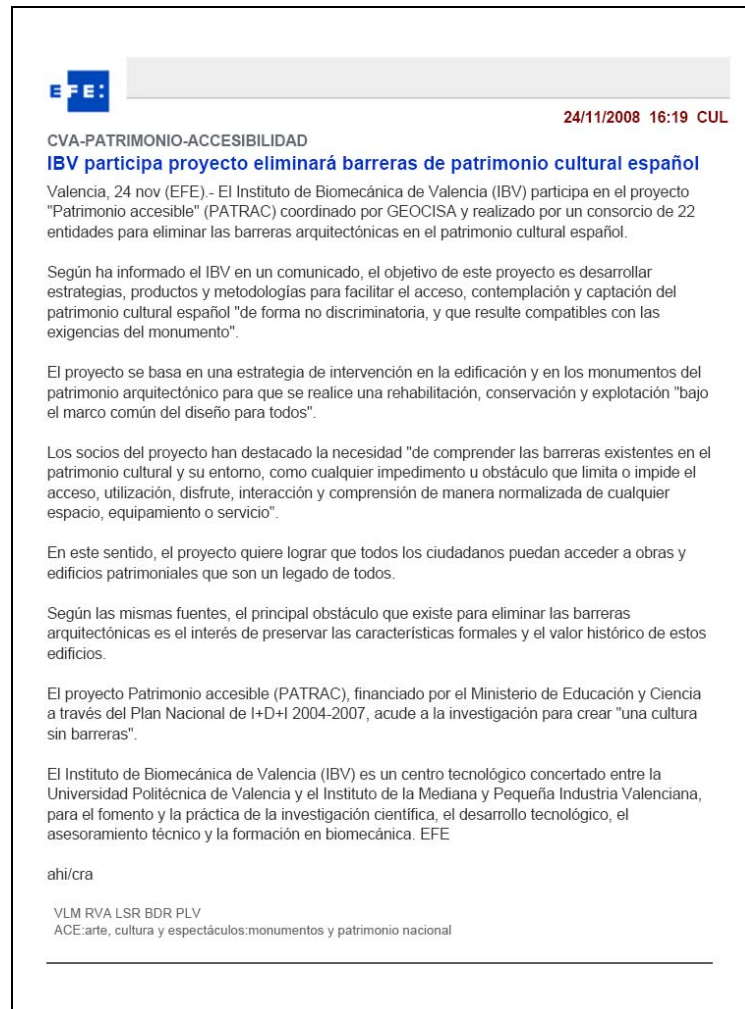 EFE:
24/11/2008 16:19 CUL
CVA-PATRIMONIO-ACCESIBILIDAD
IBV participa proyecto eliminará barreras de patrimonio cultural español
Valencia, 24 nov (EFE).- El Instituto de Biomecánica de Valencia (IBV) participa en el proyecto
"Patrimonio accesible" (PATRAC) coordinado por GEOCISA y realizado por un consorcio de 22
entidades para eliminar las barreras arquitectónicas en el patrimonio cultural español.
Según ha informado el IBV en un comunicado, el objetivo de este proyecto es desarrollar
estrategias, productos y metodologías para facilitar el acceso, contemplación y captación del
patrimonio cultural español "de forma no discriminatoria, y que resulte compatibles con las
exigencias del monumento".
El proyecto se basa en una estrategia de intervención en la edificación y en los monumentos del
patrimonio arquitectónico para que se realice una rehabilitación, conservación y explotación "bajo
el marco común del diseño para todos".
Los socios del proyecto han destacado la necesidad "de comprender las barreras existentes en el
patrimonio cultural y su entorno, como cualquier impedimento u obstáculo que limita o impide el
acceso, utilización, disfrute, interacción y comprensión de manera normalizada de cualquier
espacio, equipamiento o servicio".
En este sentido, el proyecto quiere lograr que todos los ciudadanos puedan acceder a obras y
edificios patrimoniales que son un legado de todos.
Según las mismas fuentes, el principal obstáculo que existe para eliminar las barreras
arquitectónicas es el interés de preservar las características formales y el valor histórico de estos
edificios.
El proyecto Patrimonio accesible (PATRAC), financiado por el Ministerio de Educación y Ciencia
a través del Plan Nacional de I+D+I 2004-2007, acude a la investigación para crear "una cultura
sin barreras".
El Instituto de Biomecánica de Valencia (IBV) es un centro tecnológico concertado entre la
Universidad Politécnica de Valencia y el Instituto de la Mediana y Pequeña Industria Valenciana,
para el fomento y la práctica de la investigación científica, el desarrollo tecnológico, el
asesoramiento técnico y la formación en biomecánica. EFE
ahi/cra
VLM RVA LSR BDR PLV
ACE:arte, cultura y espectáculos:monumentos y patrimonio nacional